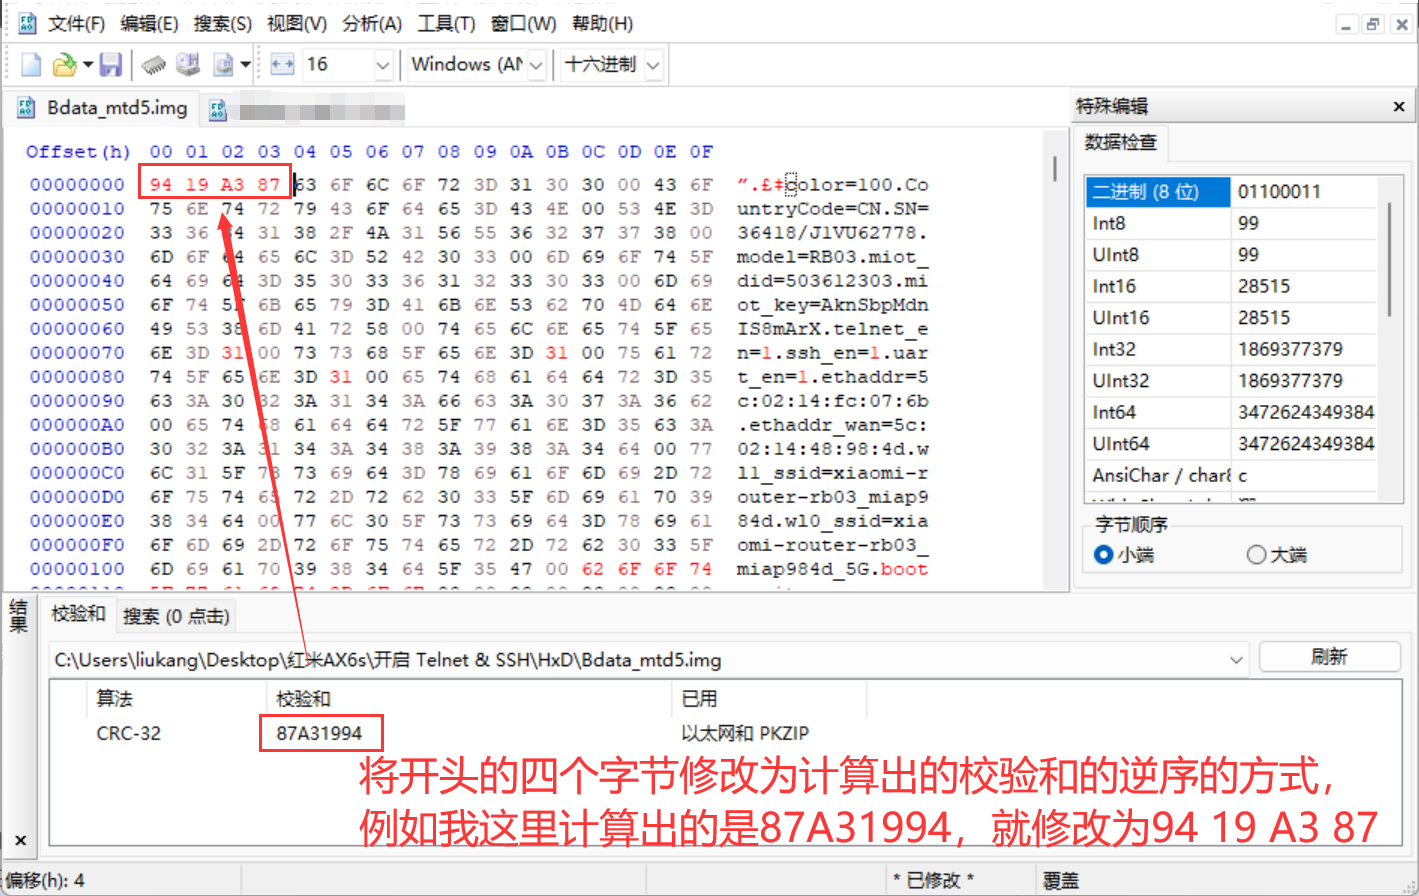 文件(F) 编辑(E) 搜索(S) 视图(V) 分析(A) 工具(T) 窗口(W) 帮助(H)
16 Windows (AN 十六进制
Bdata_mtd5.img
Offset(h) 00 01 02 03 04 05 06 07 08 09 0A 0B 0C 0D 0E 0F
00000000 94 19 A3 87 63 6F 6C 6F 72 3D 31 30 30 00 43 6F ”.£‡color=100.Co
00000010 75 6E 74 72 79 43 6F 64 65 3D 43 4E 00 53 4E 3D untryCode=CN.SN=
00000020 33 36 34 31 38 2F 4A 31 56 55 36 32 37 37 38 00 36418/J1VU62778.
00000030 6D 6F 64 65 6C 3D 52 42 30 33 00 6D 69 6F 74 5F model=RB03.miot_
00000040 64 69 64 3D 35 30 33 36 31 32 33 30 33 00 6D 69 did=503612303.mi
00000050 6F 74 5F 6B 65 79 3D 41 6B 6E 53 62 70 4D 64 6E ot_key=AknSbpMdn
00000060 49 53 38 6D 41 72 58 00 74 65 6C 6E 65 74 5F 65 IS8mArX.telnet_e
00000070 6E 3D 31 00 73 73 68 5F 65 6E 3D 31 00 75 61 72 n=1.ssh_en=1.uar
00000080 74 5F 65 6E 3D 31 00 65 74 68 61 64 64 72 3D 35 t_en=1.ethaddr=5
00000090 63 3A 30 32 3A 31 34 3A 66 63 3A 30 37 3A 36 62 c:02:14:fc:07:6b
000000A0 00 65 74 68 61 64 64 72 5F 77 61 6E 3D 35 63 3A .ethaddr_wan=5c:
000000B0 30 32 3A 31 34 3A 34 38 3A 39 38 3A 34 64 00 77 02:14:48:98:4d.w
000000C0 6C 31 5F 73 73 69 64 3D 78 69 61 6F 6D 69 2D 72 l1_ssid=xiaomi-r
000000D0 6F 75 74 65 72 2D 72 62 30 33 5F 6D 69 61 70 39 outer-rb03_miap9
000000E0 38 34 64 00 77 6C 30 5F 73 73 69 64 3D 78 69 61 84d.wl0_ssid=xia
000000F0 6F 6D 69 2D 72 6F 75 74 65 72 2D 72 62 30 33 5F omi-router-rb03_
00000100 6D 69 61 70 39 38 34 64 5F 35 47 00 62 6F 6F 74 miap984d_5G.boot
特殊编辑
数据检查
二进制 (8 位) 01100011
Int8 99
UInt8 99
Int16 28515
UInt16 28515
Int32 1869377379
UInt32 1869377379
Int64 3472624349384
UInt64 3472624349384
AnsiChar / char8 c
字节顺序
小端 大端
结果
校验和 搜索 (0 点击)
C:\Users\liukang\Desktop\红米AX6s\开启 Telnet & SSH\HxD\Bdata_mtd5.img
刷新
算法 校验和 已用
CRC-32 87A31994 以太网和 PKZIP
将开头的四个字节修改为计算出的校验和的逆序的方式，
例如我这里计算出的是87A31994，就修改为94 19 A3 87
偏移(h): 4 * 已修改 * 覆盖